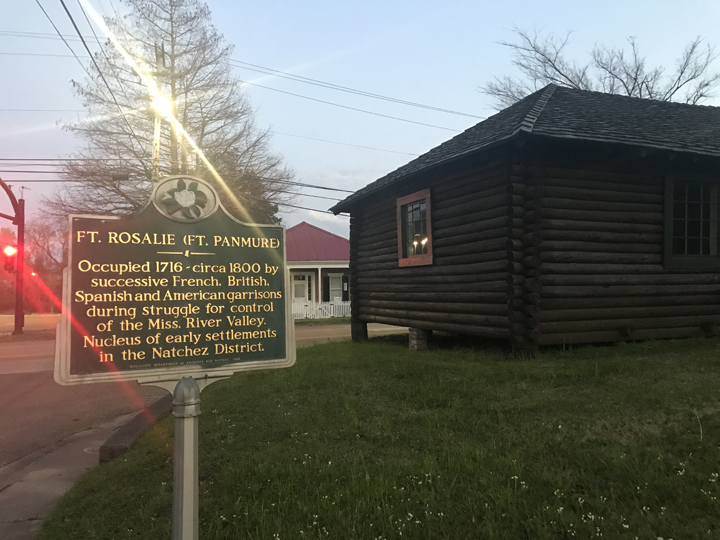 FT. ROSALIE (FT. PANMURE)
Occupied 1716 - circa 1800 by
successive French, British,
Spanish and American garrisons
during struggle for control
of the Miss. River Valley.
Nucleus of early settlements
in the Natchez District.